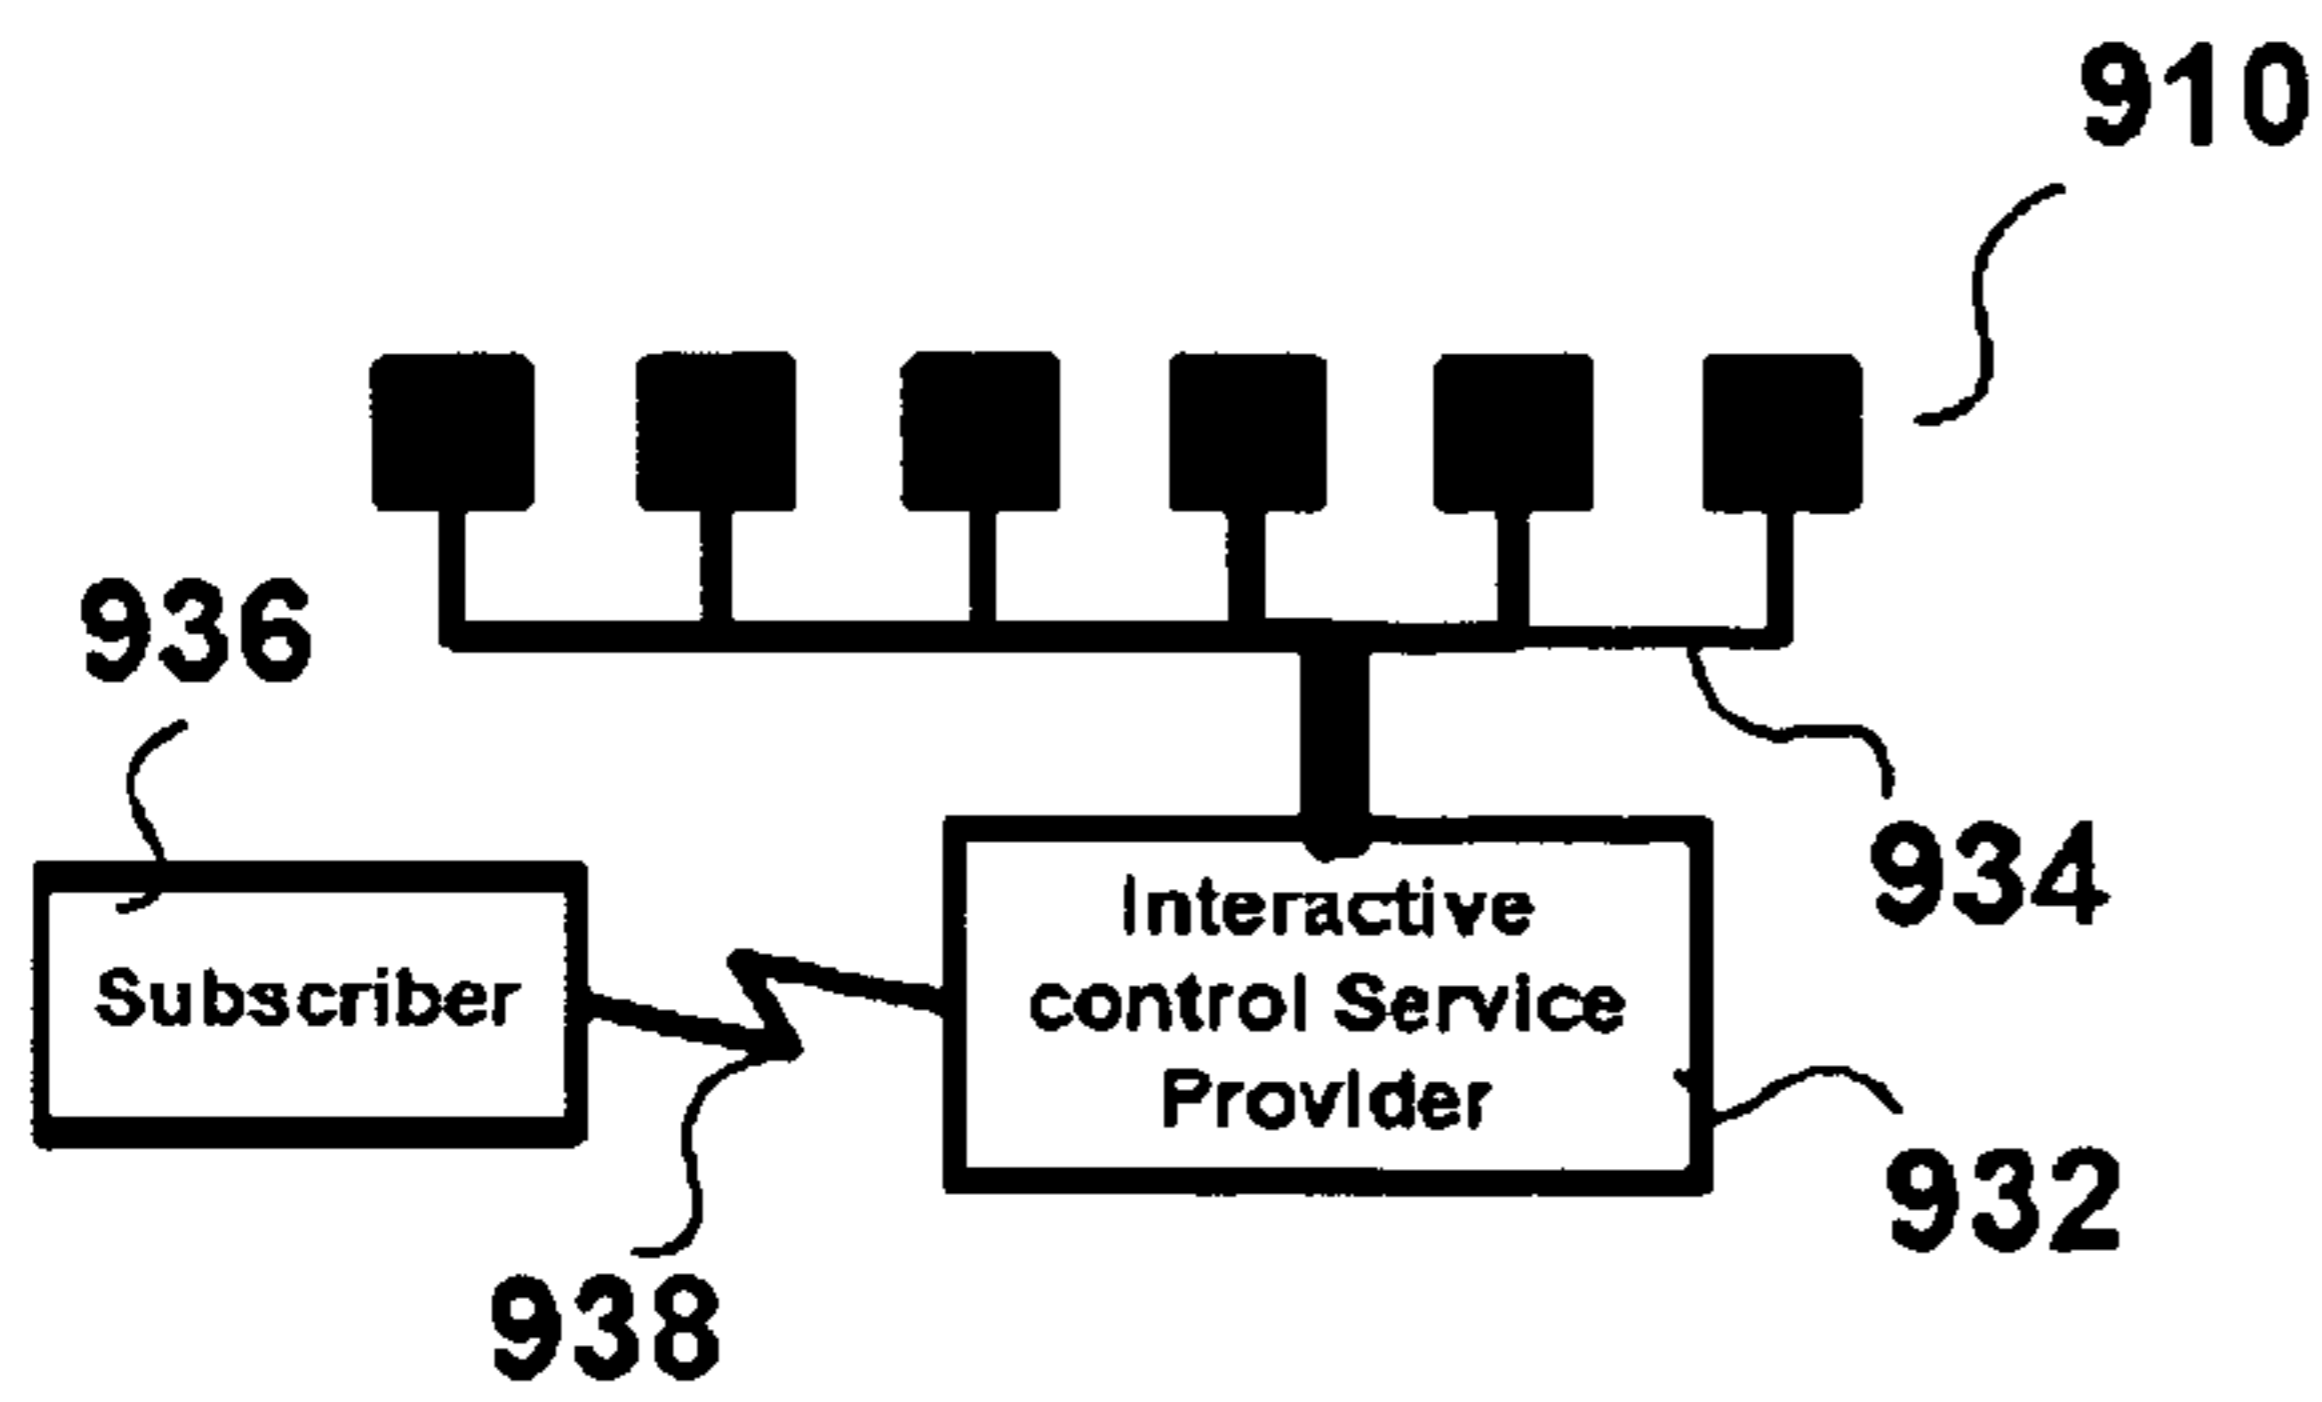 910
936
934
Subscriber
Interactive
control Service
Provider
932
938